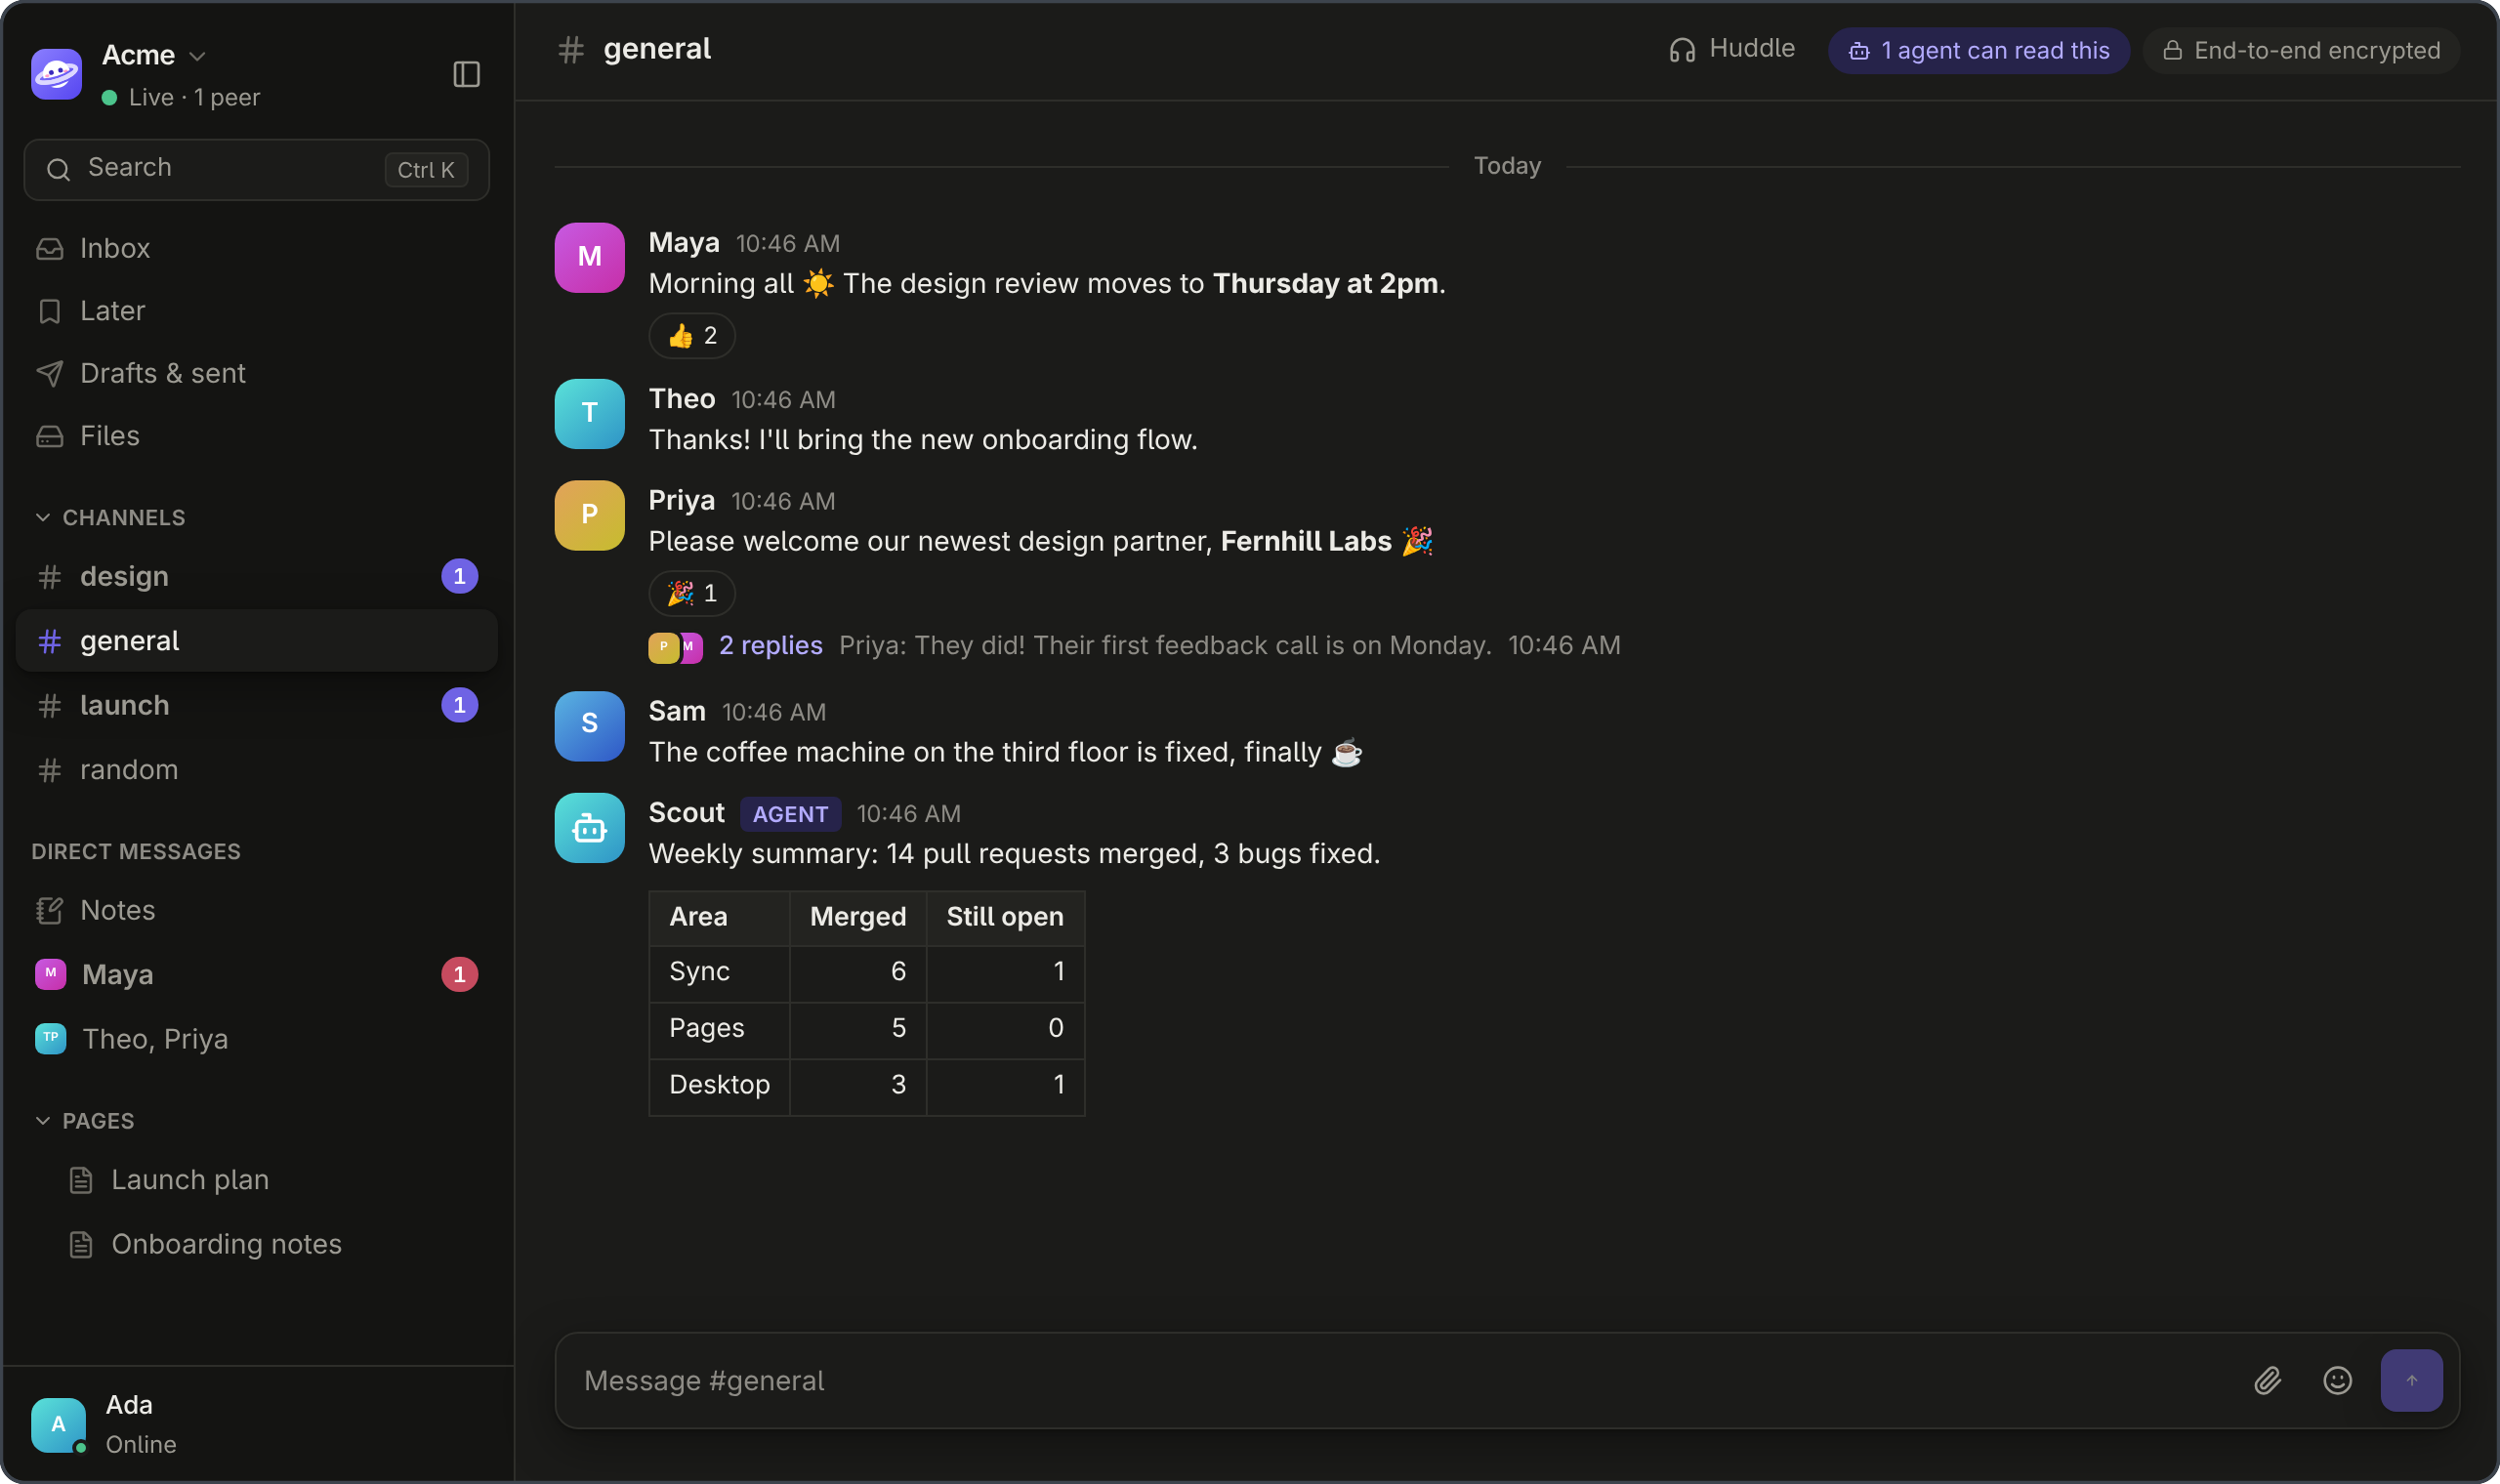 Acme
Live · 1 peer
Search
Ctrl K
Inbox
Later
Drafts & sent
Files
CHANNELS
design 1
general
launch 1
random
DIRECT MESSAGES
Notes
M Maya 1
TP Theo, Priya
PAGES
Launch plan
Onboarding notes
A
Ada
Online
# general
Huddle
1 agent can read this
End-to-end encrypted
Today
M
Maya 10:46 AM
Morning all ☀️ The design review moves to Thursday at 2pm.
👍 2
T
Theo 10:46 AM
Thanks! I'll bring the new onboarding flow.
P
Priya 10:46 AM
Please welcome our newest design partner, Fernhill Labs 🎉
🎉 1
P M 2 replies Priya: They did! Their first feedback call is on Monday. 10:46 AM
S
Sam 10:46 AM
The coffee machine on the third floor is fixed, finally ☕
Scout AGENT 10:46 AM
Weekly summary: 14 pull requests merged, 3 bugs fixed.
Area Merged Still open
Sync 6 1
Pages 5 0
Desktop 3 1
Message #general